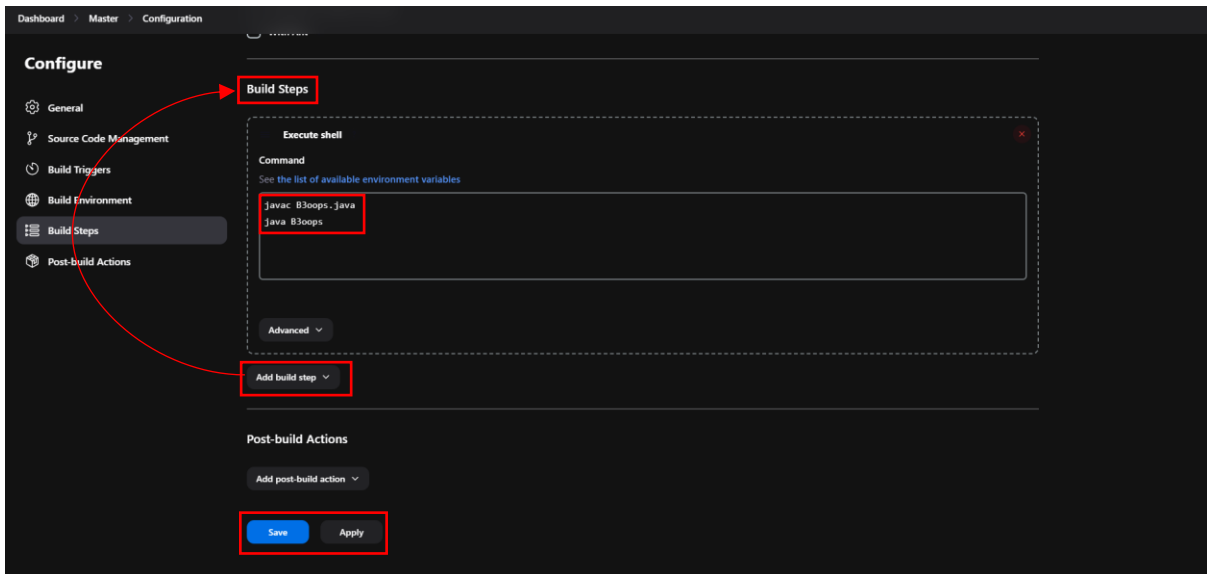 Dashboard > Master > Configuration
Configure
General
Source Code Management
Build Triggers
Build Environment
Build Steps
Post-build Actions
Build Steps
Execute shell
×
Command
See the list of available environment variables
javac B3oops.java
java B3oops
Advanced
Add build step
Post-build Actions
Add post-build action
Save Apply